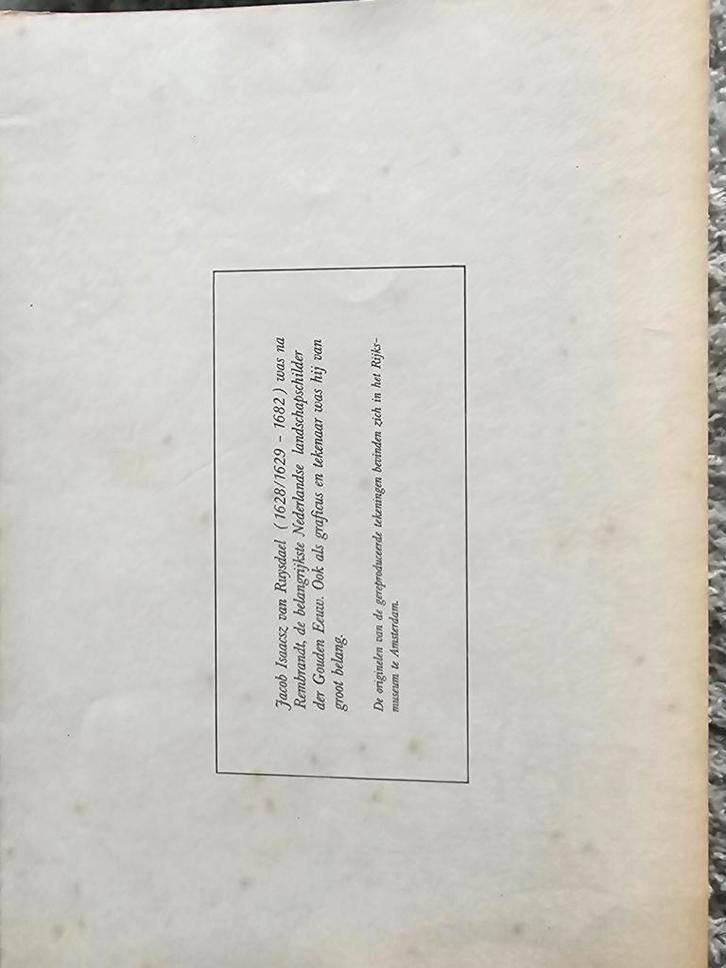 Jacob Isaacsz van Ruysdael (1628/1629 - 1682) was na
Rembrandt, de belangrijkste Nederlandse landschapschilder
der Gouden Eeuw. Ook als graficus en tekenaar was hij van
groot belang.
De originelen van de gereproduceerde tekeningen bevinden zich in het Rijks-
museum te Amsterdam.